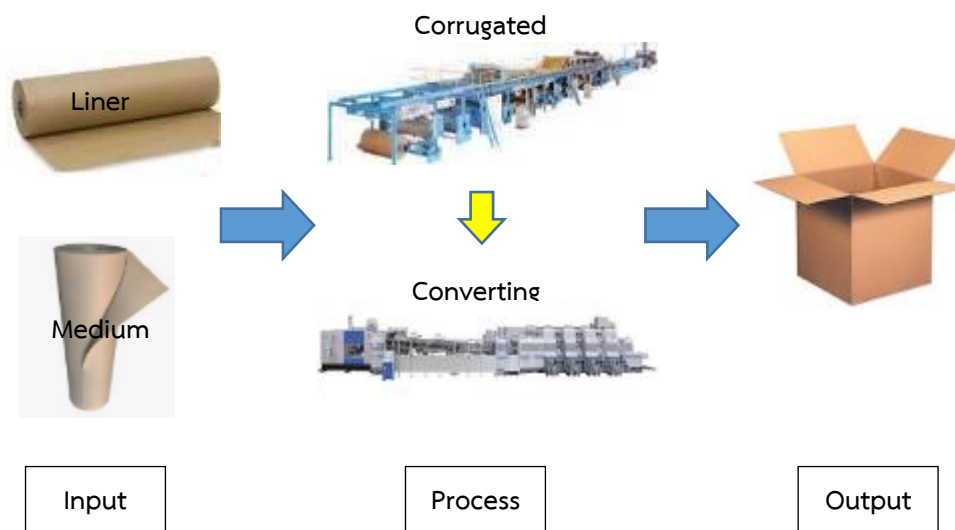 Corrugated
Liner
Medium
Converting
Input
Process
Output